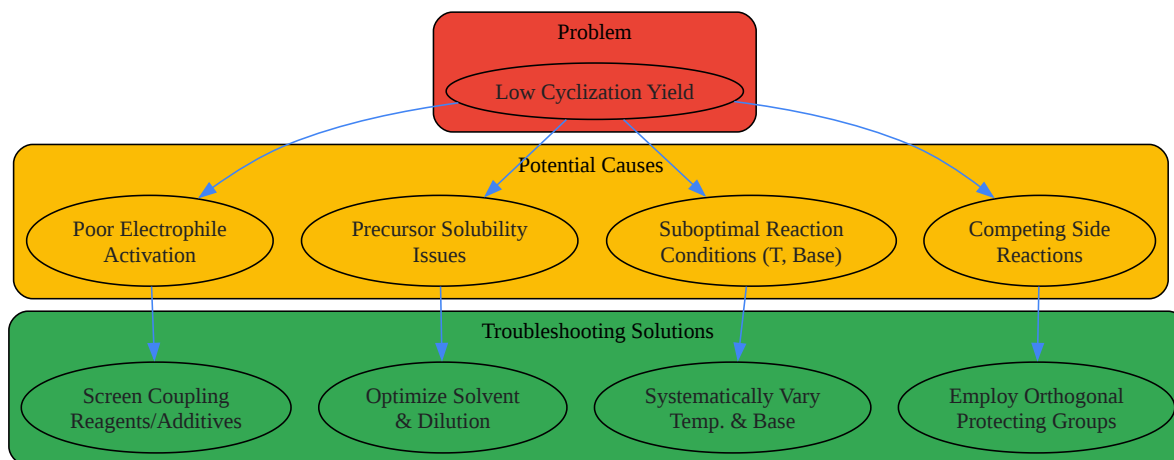 Problem
Low Cyclization Yield
Potential Causes
Poor Electrophile
Activation
Precursor Solubility
Issues
Suboptimal Reaction
Conditions (T, Base)
Competing Side
Reactions
Troubleshooting Solutions
Screen Coupling
Reagents/Additives
Optimize Solvent
& Dilution
Systematically Vary
Temp. & Base
Employ Orthogonal
Protecting Groups